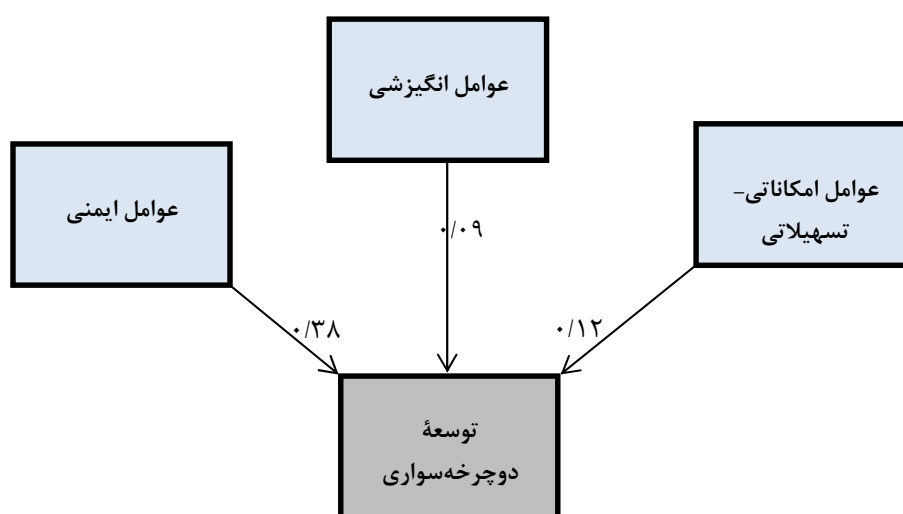 عوامل انگیزشی
عوامل امکاناتی-
تسهیلاتی
عوامل ایمنی
۰/۰۹
۰/۱۲
۰/۳۸
توسعهٔ
دوچرخه‌سواری